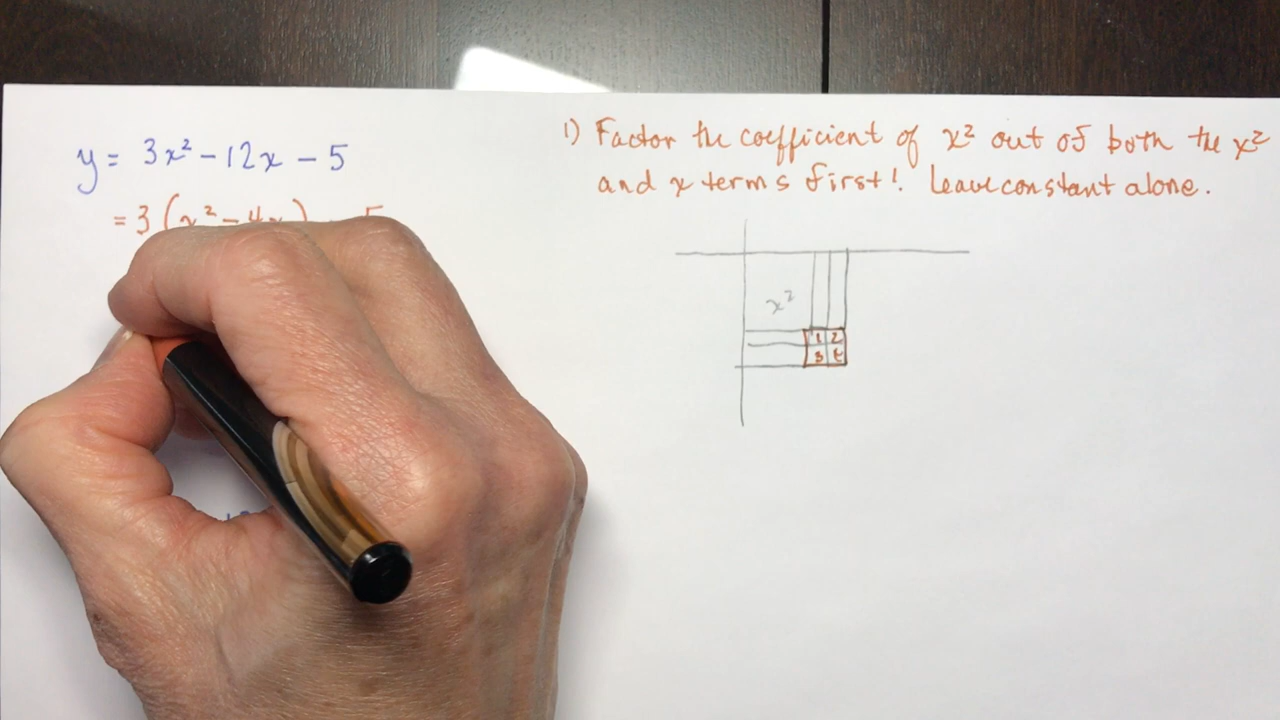 y = 3x² - 12x - 5
= 3(x² - 4x) - 5
1) Factor the coefficient of x² out of both the x²
and x terms first! Leave constant alone.
x²
1 2
3